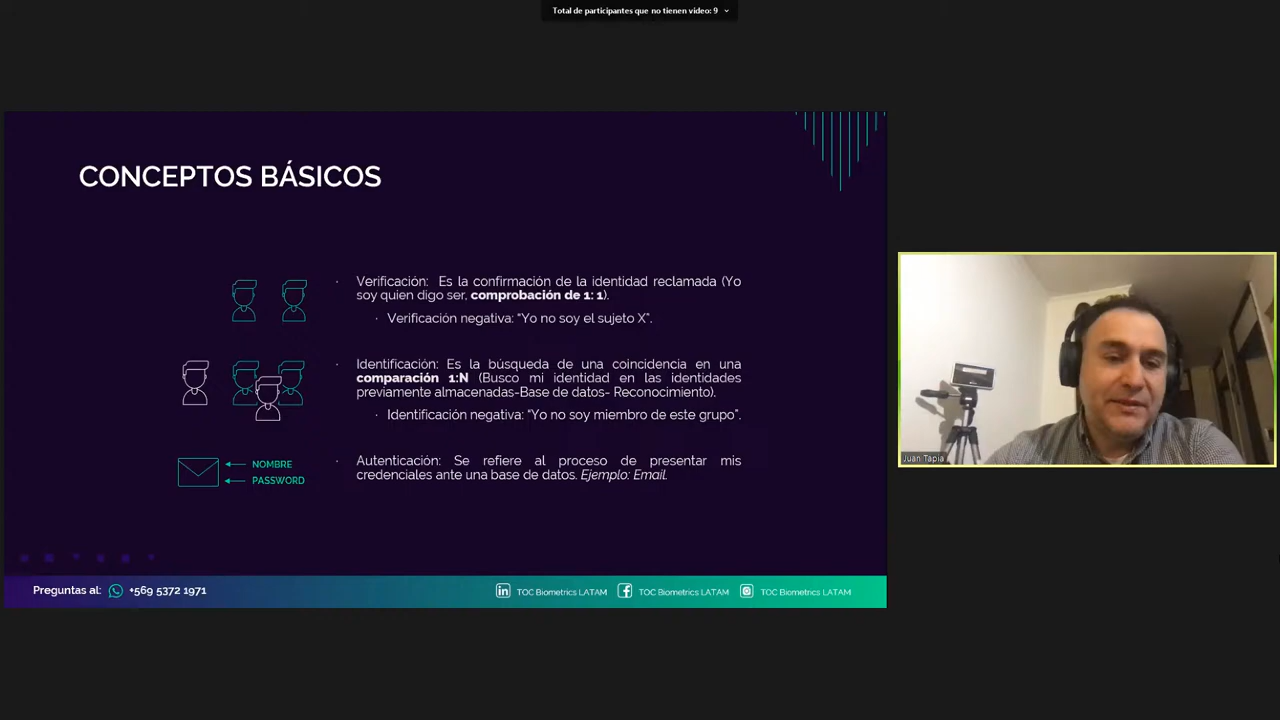 Total de participantes que no tienen video: 9
CONCEPTOS BÁSICOS
· Verificación: Es la confirmación de la identidad reclamada (Yo
soy quien digo ser, comprobación de 1: 1).
· Verificación negativa: “Yo no soy el sujeto X”.
· Identificación: Es la búsqueda de una coincidencia en una
comparación 1:N (Busco mi identidad en las identidades
previamente almacenadas-Base de datos- Reconocimiento).
· Identificación negativa: “Yo no soy miembro de este grupo”.
NOMBRE
PASSWORD
· Autenticación: Se refiere al proceso de presentar mis
credenciales ante una base de datos. Ejemplo: Email.
Preguntas al: +569 5372 1971
TOC Biometrics LATAM
TOC Biometrics LATAM
TOC Biometrics LATAM
Juan Tapia